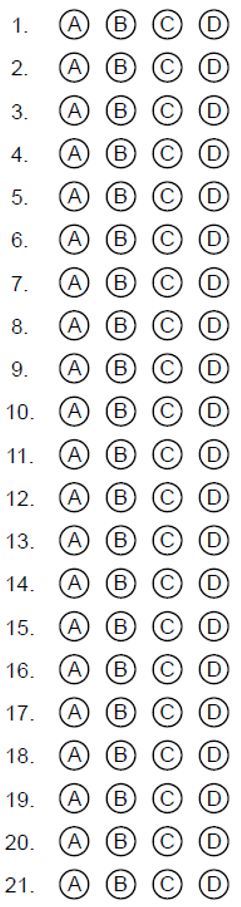 1. A B C D
2. A B C D
3. A B C D
4. A B C D
5. A B C D
6. A B C D
7. A B C D
8. A B C D
9. A B C D
10. A B C D
11. A B C D
12. A B C D
13. A B C D
14. A B C D
15. A B C D
16. A B C D
17. A B C D
18. A B C D
19. A B C D
20. A B C D
21. A B C D